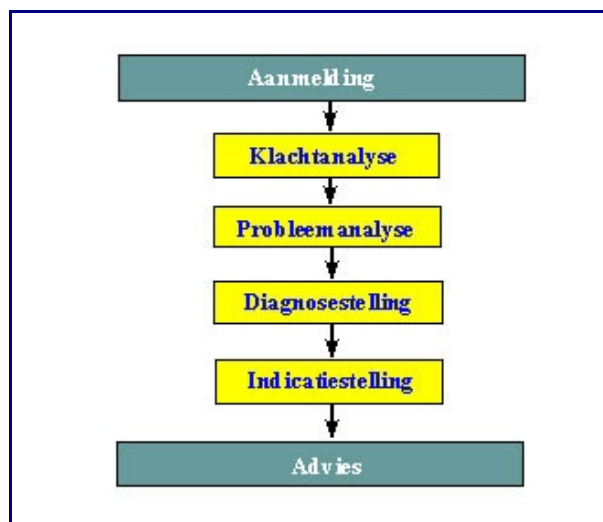 Aanmelding
Klachtanalyse
Probleemanalyse
Diagnosestelling
Indicatiestelling
Advies